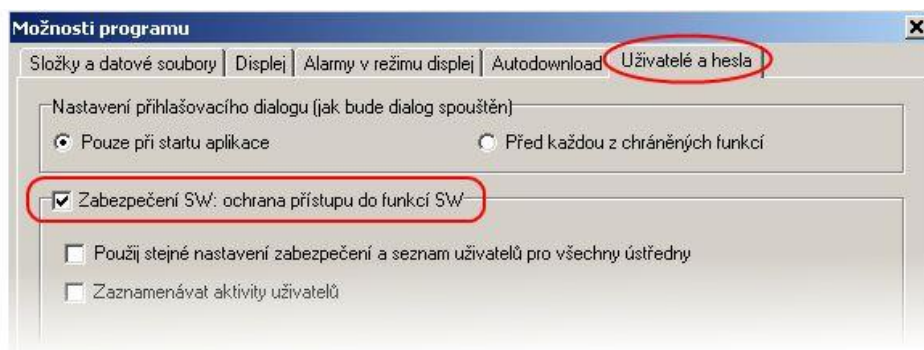 Možnosti programu
Složky a datové soubory Displej Alarmy v režimu displej Autodownload Uživatelé a hesla
Nastavení přihlašovacího dialogu (jak bude dialog spouštěn)
Pouze při startu aplikace Před každou z chráněných funkcí
Zabezpečení SW: ochrana přístupu do funkcí SW
Použij stejné nastavení zabezpečení a seznam uživatelů pro všechny ústředny
Zaznamenávat aktivity uživatelů